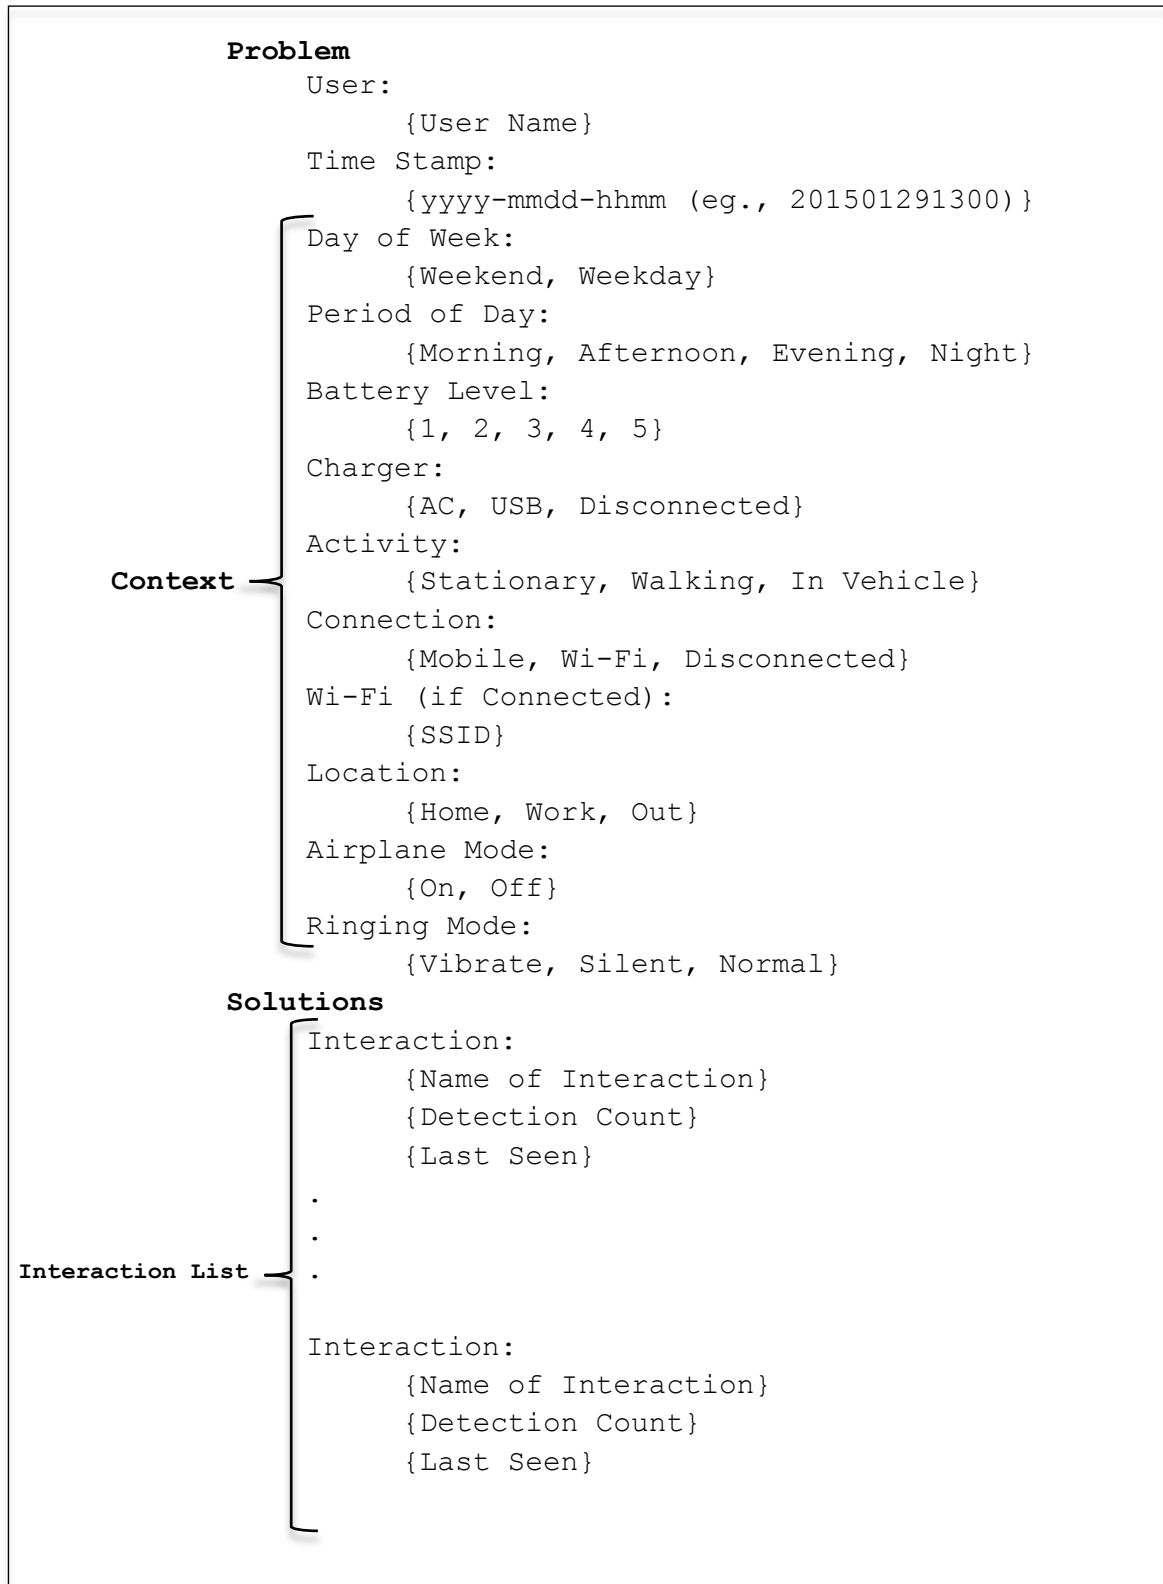 Problem
User:
{User Name}
Time Stamp:
{yyyy-mmdd-hhmm (eg., 201501291300)}
Day of Week:
{Weekend, Weekday}
Period of Day:
{Morning, Afternoon, Evening, Night}
Battery Level:
{1, 2, 3, 4, 5}
Charger:
{AC, USB, Disconnected}
Activity:
Context
{Stationary, Walking, In Vehicle}
Connection:
{Mobile, Wi-Fi, Disconnected}
Wi-Fi (if Connected):
{SSID}
Location:
{Home, Work, Out}
Airplane Mode:
{On, Off}
Ringing Mode:
{Vibrate, Silent, Normal}
Solutions
Interaction:
{Name of Interaction}
{Detection Count}
{Last Seen}
.
.
Interaction List
.
Interaction:
{Name of Interaction}
{Detection Count}
{Last Seen}